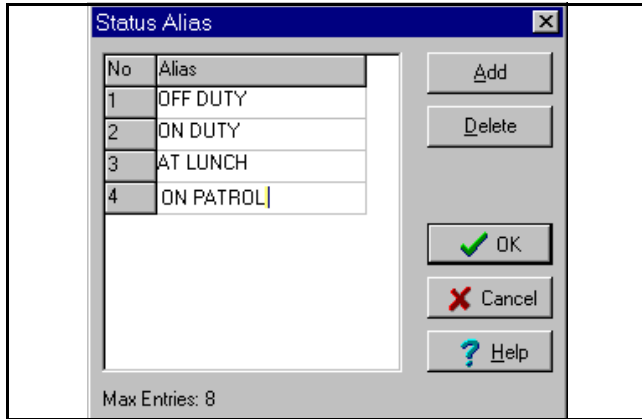 Status Alias
No Alias
1 OFF DUTY
2 ON DUTY
3 AT LUNCH
4 ON PATROL
Add
Delete
OK
Cancel
Help
Max Entries: 8